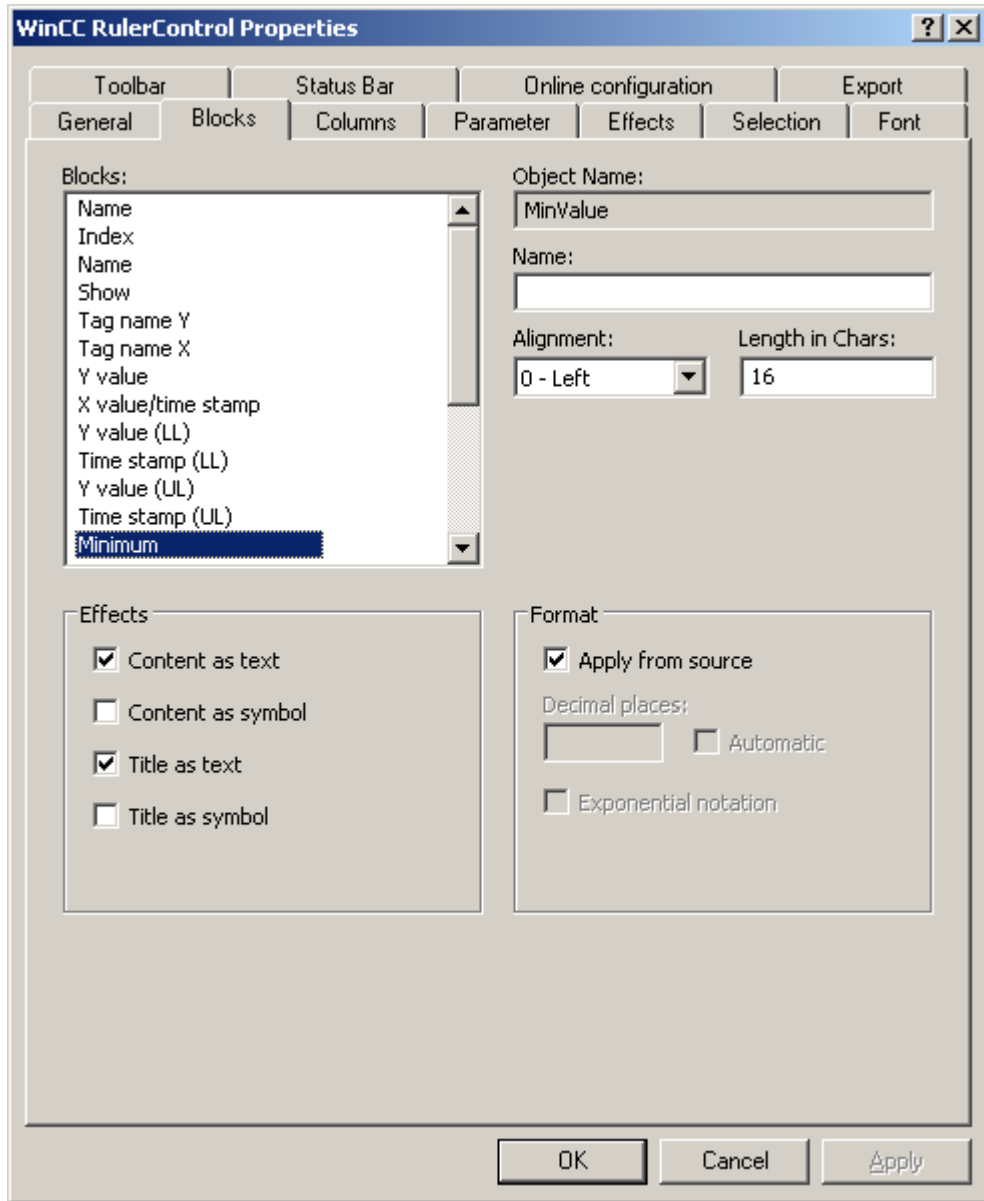 WinCC RulerControl Properties
Toolbar Status Bar Online configuration Export
General Blocks Columns Parameter Effects Selection Font
Blocks:
Name
Index
Name
Show
Tag name Y
Tag name X
Y value
X value/time stamp
Y value (LL)
Time stamp (LL)
Y value (UL)
Time stamp (UL)
Minimum
Object Name:
MinValue
Name:
Alignment: Length in Chars:
0 - Left 16
Effects
Content as text
Content as symbol
Title as text
Title as symbol
Format
Apply from source
Decimal places:
Automatic
Exponential notation
OK Cancel Apply